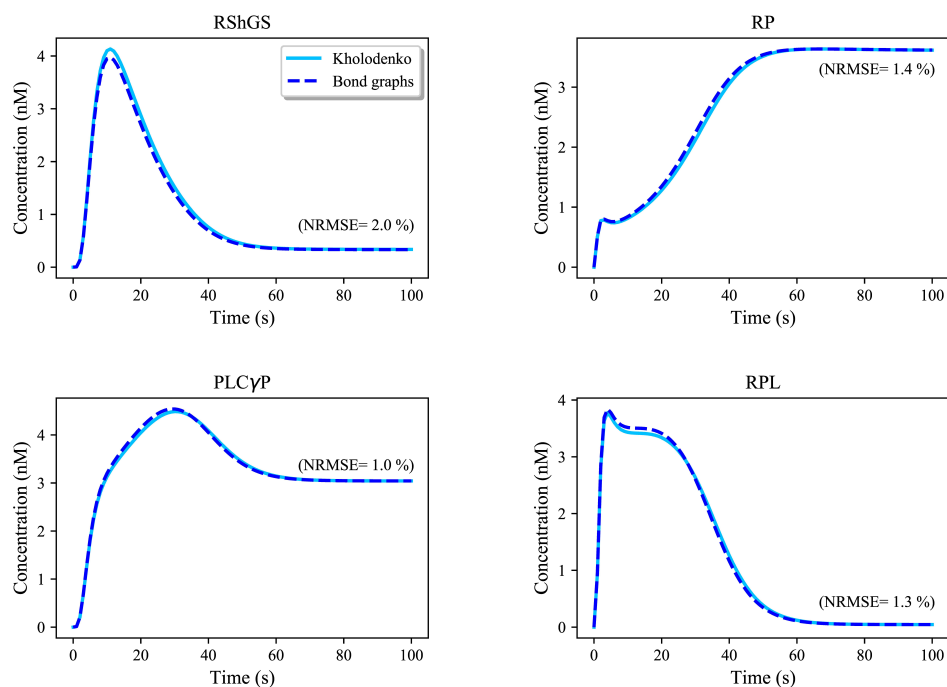 RShGS
Concentration (nM)
4
3
2
1
0
Kholodenko
Bond graphs
(NRMSE= 2.0 %)
0 20 40 60 80 100
Time (s)
RP
Concentration (nM)
3
2
1
0
(NRMSE= 1.4 %)
0 20 40 60 80 100
Time (s)
PLCγP
Concentration (nM)
4
3
2
1
0
(NRMSE= 1.0 %)
0 20 40 60 80 100
Time (s)
RPL
Concentration (nM)
4
3
2
1
0
(NRMSE= 1.3 %)
0 20 40 60 80 100
Time (s)